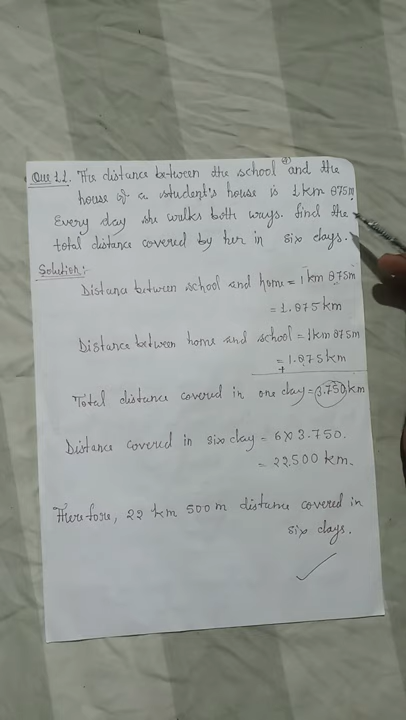 Que 11. The distance between the school and the
house of a student's house is 1km 875m
Every day she walks both ways. find the
total distance covered by her in six days.
Solution:-
Distance between school and home = 1km 875m
= 1.875 km
Distance between home and school = 1km 875m
+ = 1.875km
Total distance covered in one day = 3.750 km
Distance covered in six day = 6 X 3.750.
= 22.500 km.
Therefore, 22 km 500 m distance covered in
six days.